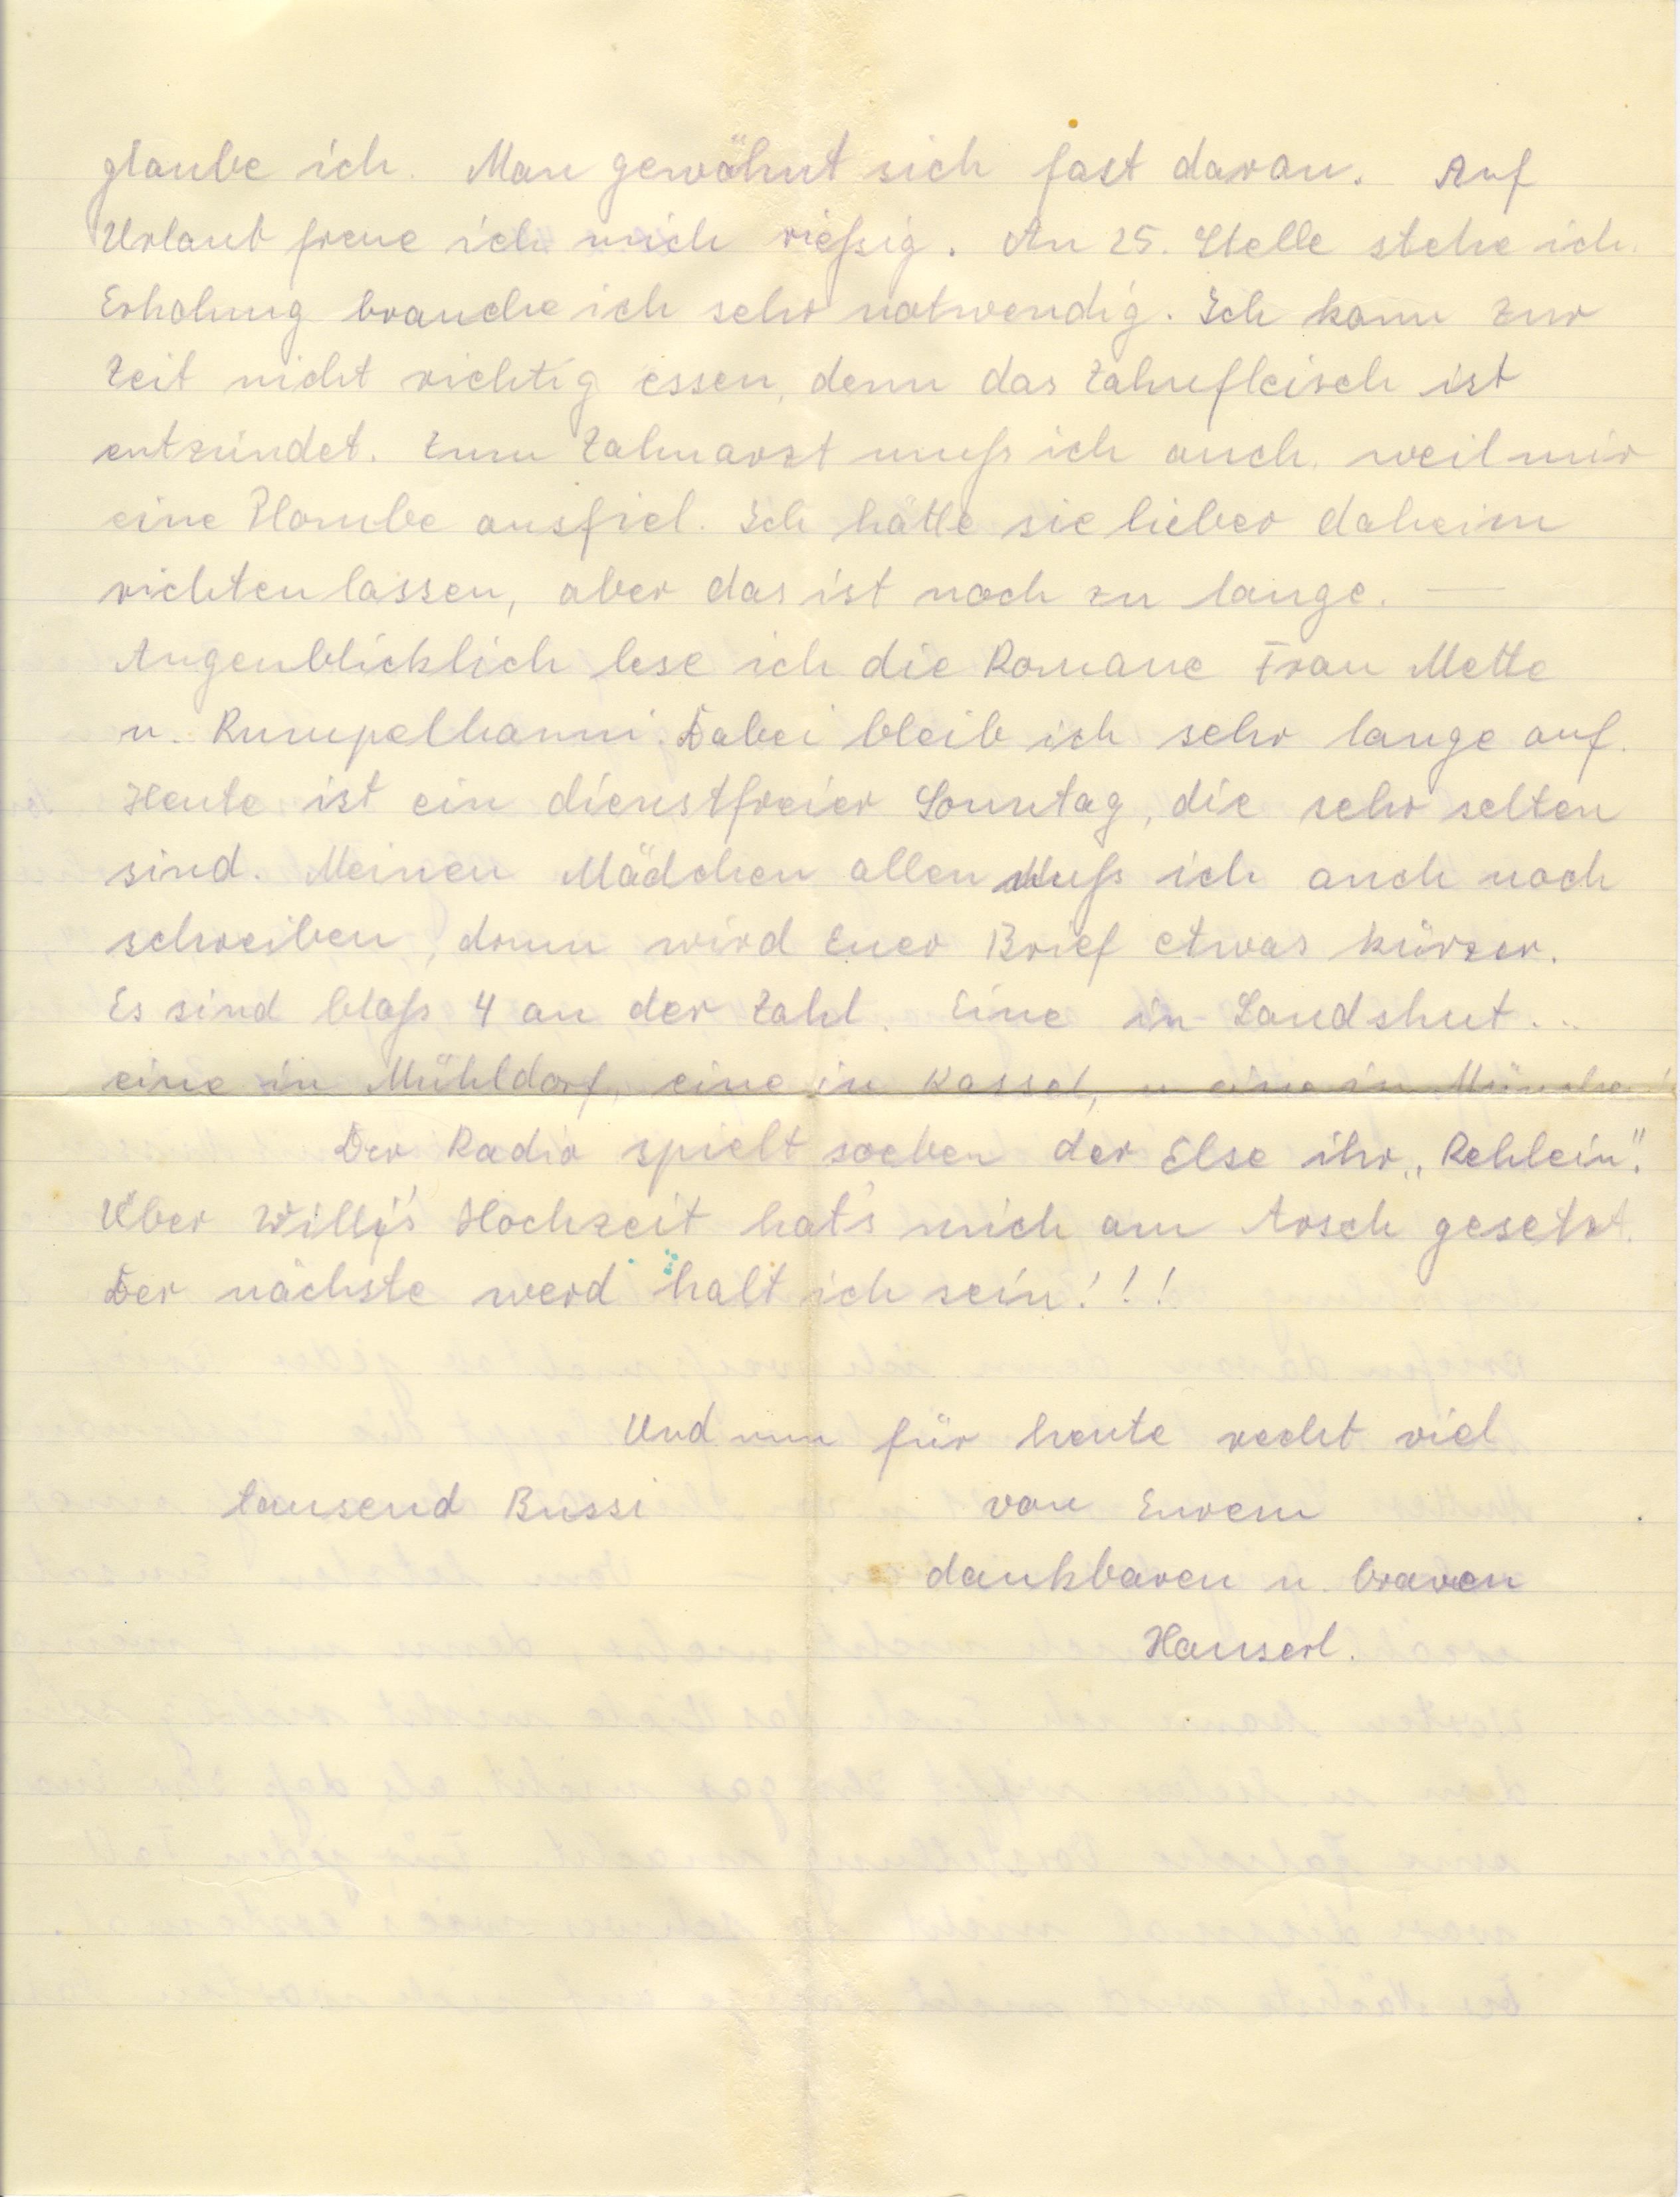 glaube ich. Man gewöhnt sich fast daran. Auf
Urlaub freue ich mich rießig. An 25. Stelle stehe ich.
Erholung brauche ich sehr notwendig. Ich kann zur
Zeit nicht richtig essen, denn das Zahnfleisch ist
entzündet. Zum Zahnarzt muß ich auch, weil mir
eine Plombe ausfiel. Ich hätte sie lieber daheim
richten lassen, aber das ist noch zu lange. —
Augenblicklich lese ich die Romane Frau Mette
u. Rumpelhanni. Dabei bleib ich sehr lange auf.
Heute ist ein dienstfreier Sonntag, die sehr selten
sind. Meinen Mädchen allen muß ich auch noch
schreiben, drum wird Euer Brief etwas kürzer.
Es sind bloß 4 an der Zahl. Eine in Landshut..
eine in Mühldorf, eine in Kassel, u eine in München!
Der Radio spielt soeben der Else ihr „Rehlein".
Über Willy's Hochzeit hat's mich am Arsch gesetzt.
Der nächste werd halt ich sein!!!
Und nun für heute recht viel
tausend Bussi von Eurem
dankbaren u. braven
Hanserl.